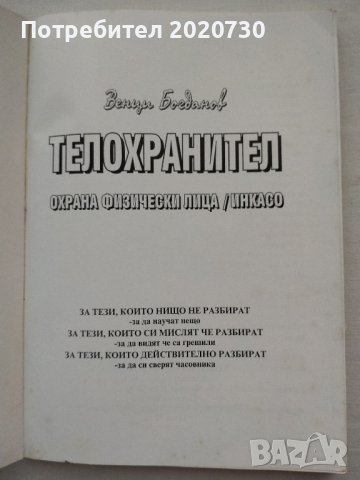 Потребител 2020730
Венци Богданов
ТЕЛОХРАНИТЕЛ
ОХРАНА ФИЗИЧЕСКИ ЛИЦА / ИНКАСО
ЗА ТЕЗИ, КОИТО НИЩО НЕ РАЗБИРАТ
-за да научат нещо
ЗА ТЕЗИ, КОИТО СИ МИСЛЯТ ЧЕ РАЗБИРАТ
-за да видят че са грешили
ЗА ТЕЗИ, КОИТО ДЕЙСТВИТЕЛНО РАЗБИРАТ
-за да си сверят часовника
BAZAR